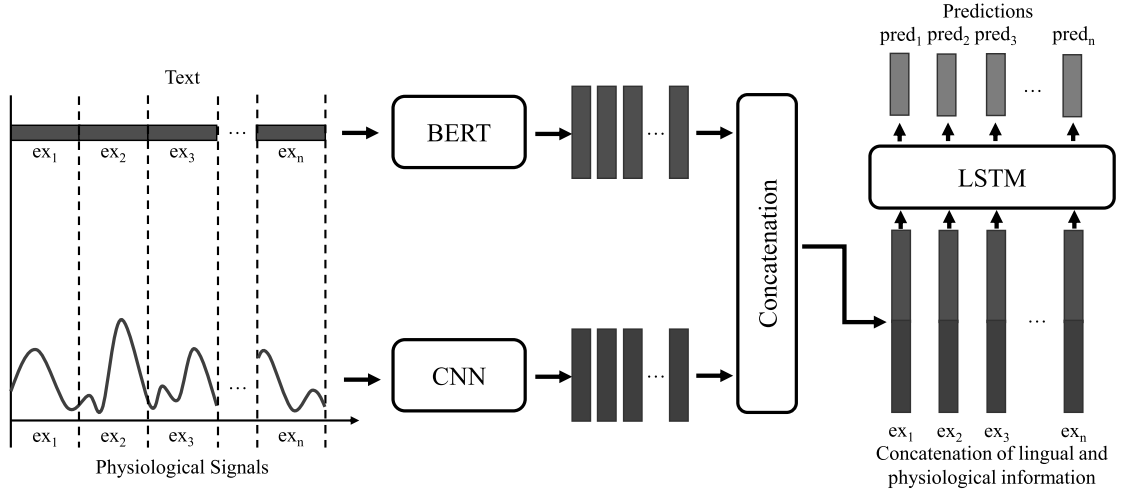 Text
ex1 ex2 ex3 ... exn
BERT
...
Physiological Signals
ex1 ex2 ex3 ... exn
CNN
...
Concatenation
Predictions
pred1 pred2 pred3 predn
...
LSTM
...
ex1 ex2 ex3 exn
Concatenation of lingual and
physiological information